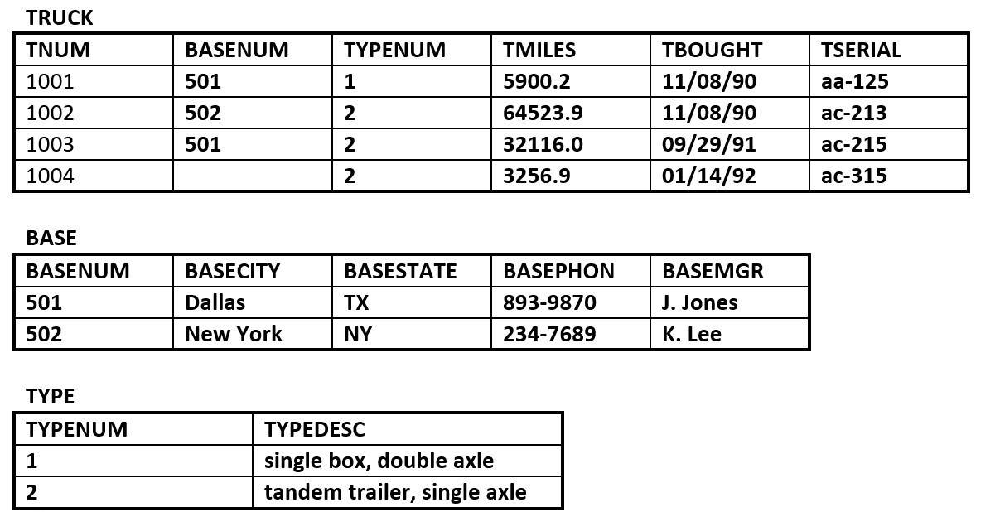 TRUCK
TNUM BASENUM TYPENUM TMILES TBOUGHT TSERIAL
1001 501 1 5900.2 11/08/90 aa-125
1002 502 2 64523.9 11/08/90 ac-213
1003 501 2 32116.0 09/29/91 ac-215
1004 2 3256.9 01/14/92 ac-315
BASE
BASENUM BASECITY BASESTATE BASEPHON BASEMGR
501 Dallas TX 893-9870 J. Jones
502 New York NY 234-7689 K. Lee
TYPE
TYPENUM TYPEDESC
1 single box, double axle
2 tandem trailer, single axle